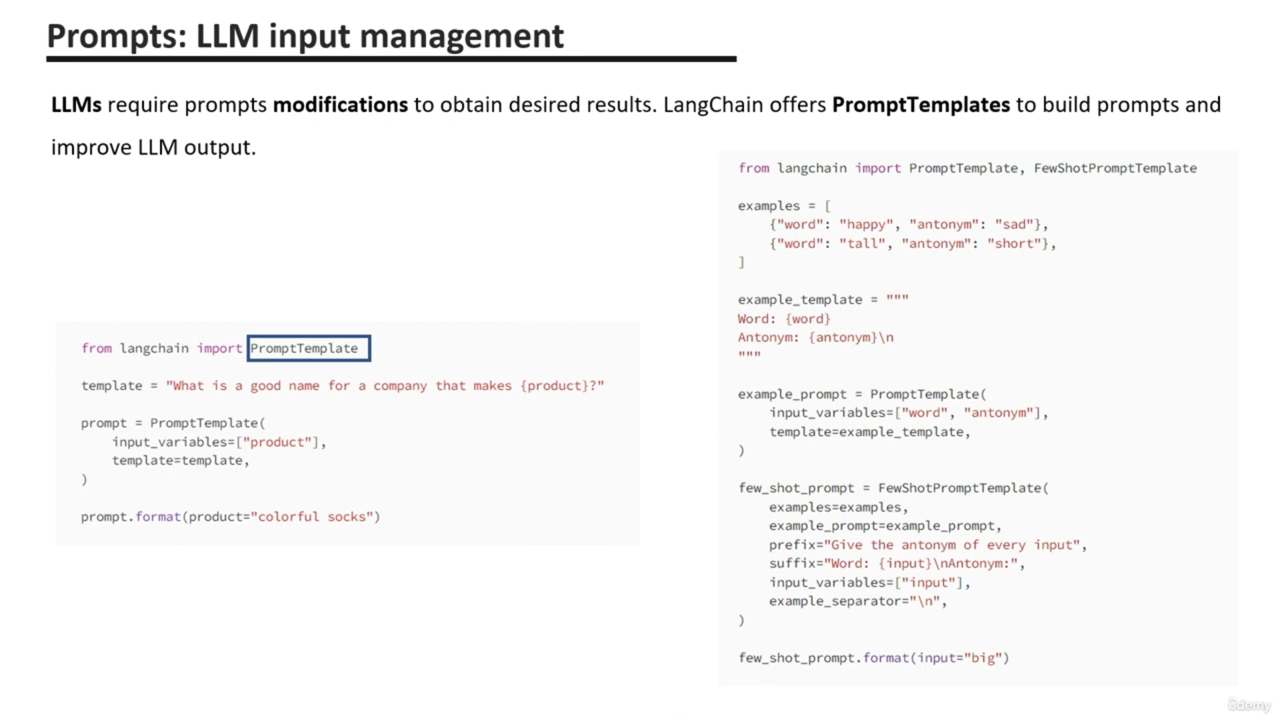 Prompts: LLM input management
LLMs require prompts modifications to obtain desired results. LangChain offers PromptTemplates to build prompts and
improve LLM output.
from langchain import PromptTemplate
template = "What is a good name for a company that makes {product}?"
prompt = PromptTemplate(
    input_variables=["product"],
    template=template,
)
prompt.format(product="colorful socks")
from langchain import PromptTemplate, FewShotPromptTemplate
examples = [
    {"word": "happy", "antonym": "sad"},
    {"word": "tall", "antonym": "short"},
]
example_template = """
Word: {word}
Antonym: {antonym}\n
"""
example_prompt = PromptTemplate(
    input_variables=["word", "antonym"],
    template=example_template,
)
few_shot_prompt = FewShotPromptTemplate(
    examples=examples,
    example_prompt=example_prompt,
    prefix="Give the antonym of every input",
    suffix="Word: {input}\nAntonym:",
    input_variables=["input"],
    example_separator="\n",
)
few_shot_prompt.format(input="big")
ûdemy